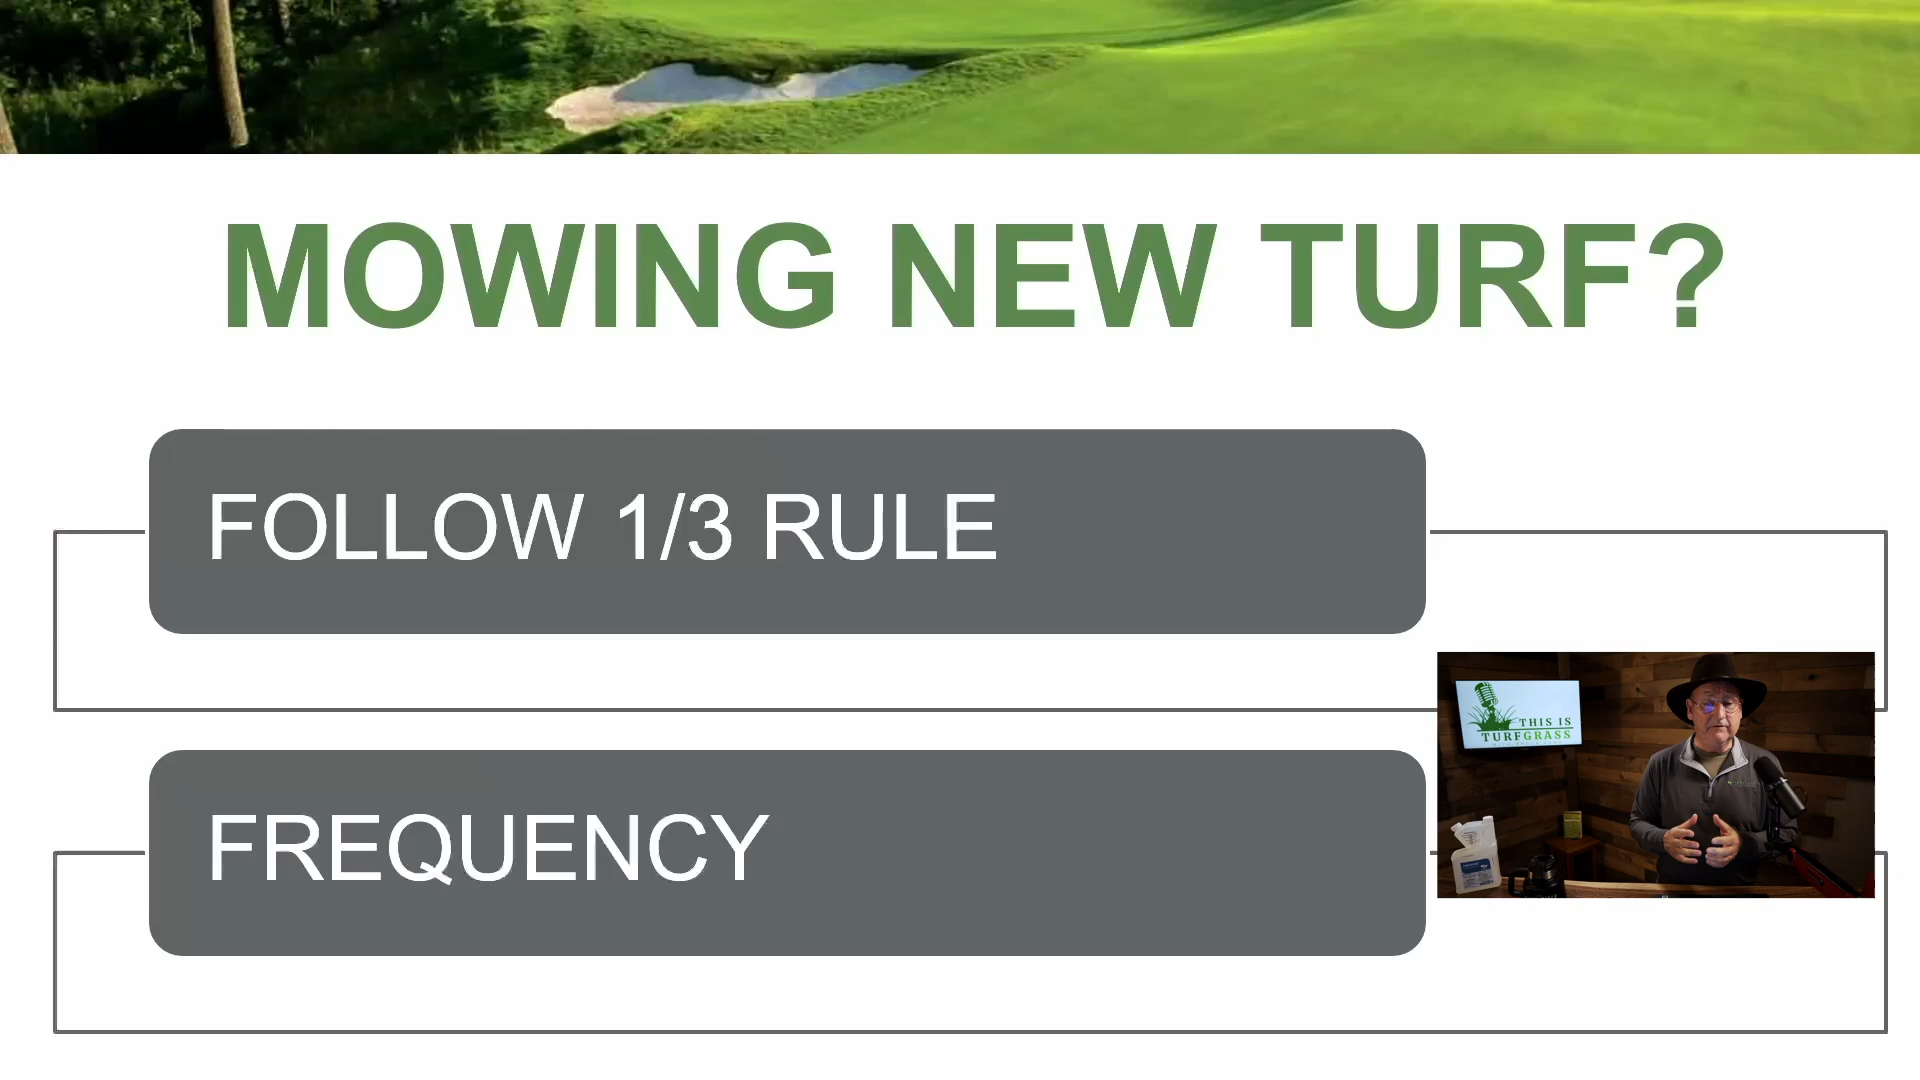 MOWING NEW TURF?
FOLLOW 1/3 RULE
FREQUENCY
THIS IS
TURFGRASS